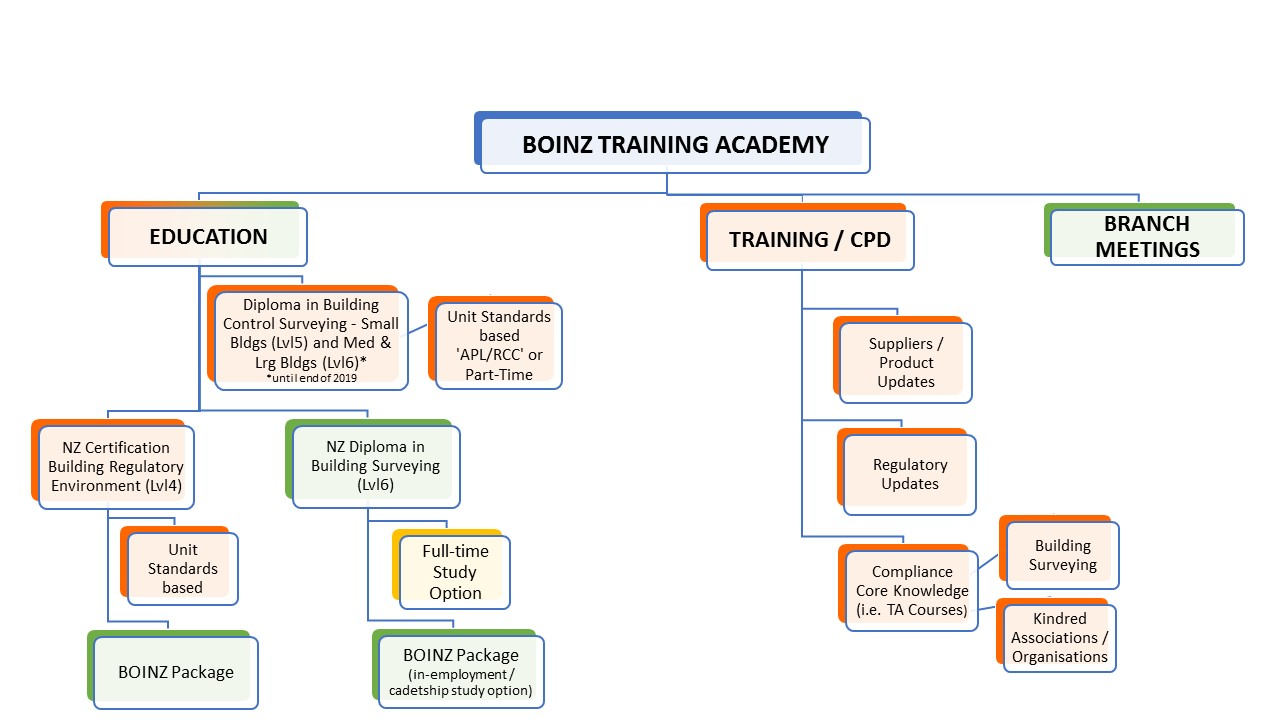 BOINZ TRAINING ACADEMY
EDUCATION
TRAINING / CPD
BRANCH
MEETINGS
Diploma in Building
Control Surveying - Small
Bldgs (Lvl5) and Med &
Lrg Bldgs (Lvl6)*
*until end of 2019
Unit Standards
based
'APL/RCC' or
Part-Time
NZ Certification
Building Regulatory
Environment (Lvl4)
Unit
Standards
based
BOINZ Package
NZ Diploma in
Building Surveying
(Lvl6)
Full-time
Study
Option
BOINZ Package
(in-employment /
cadetship study option)
Suppliers /
Product
Updates
Regulatory
Updates
Compliance
Core Knowledge
(i.e. TA Courses)
Building
Surveying
Kindred
Associations /
Organisations